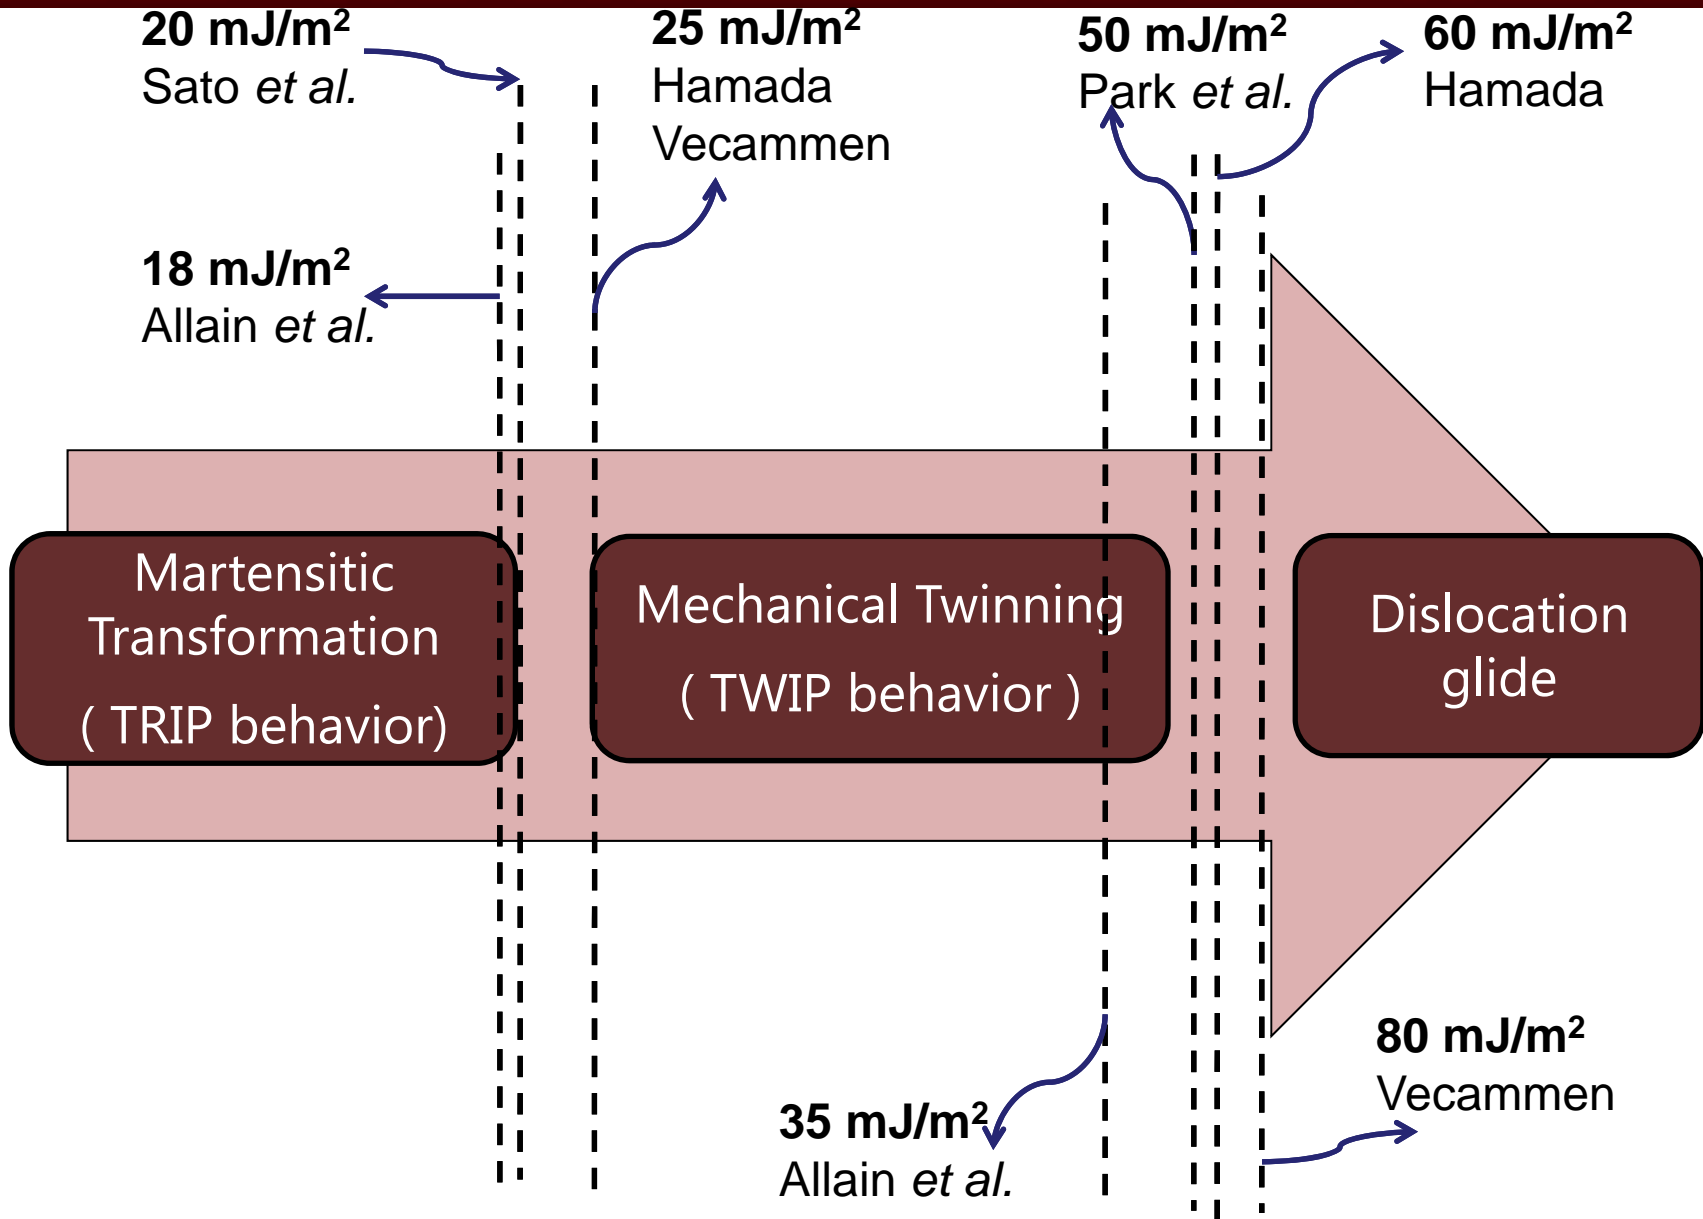 20 mJ/m²
Sato et al.
25 mJ/m²
Hamada
Vecammen
50 mJ/m²
Park et al.
60 mJ/m²
Hamada
18 mJ/m²
Allain et al.
Martensitic
Transformation
( TRIP behavior)
Mechanical Twinning
( TWIP behavior )
Dislocation
glide
35 mJ/m²
Allain et al.
80 mJ/m²
Vecammen